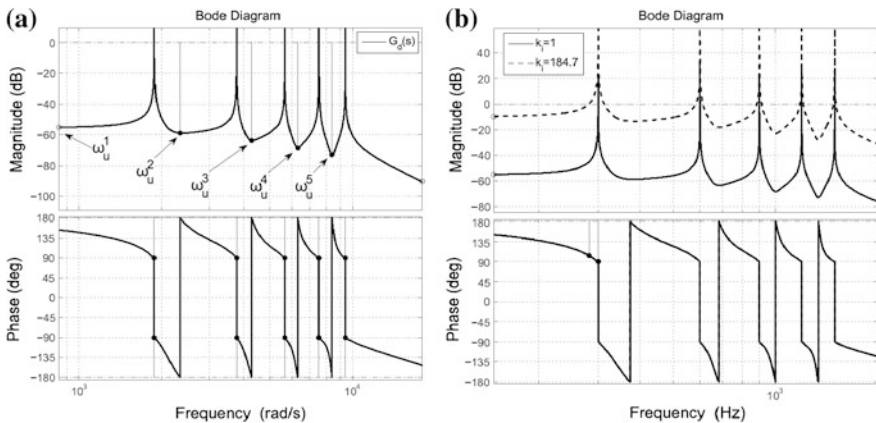 (a)
Bode Diagram
G_d(s)
Magnitude (dB)
0
−20
−40
−60
−80
−100
ω_u^1
ω_u^2
ω_u^3
ω_u^4
ω_u^5
Phase (deg)
180
135
90
45
0
−45
−90
−135
−180
10^3
10^4
Frequency (rad/s)
(b)
Bode Diagram
k_i=1
k_i=184.7
Magnitude (dB)
40
20
0
−20
−40
−60
−80
Phase (deg)
180
135
90
45
0
−45
−90
−135
−180
10^3
Frequency (Hz)